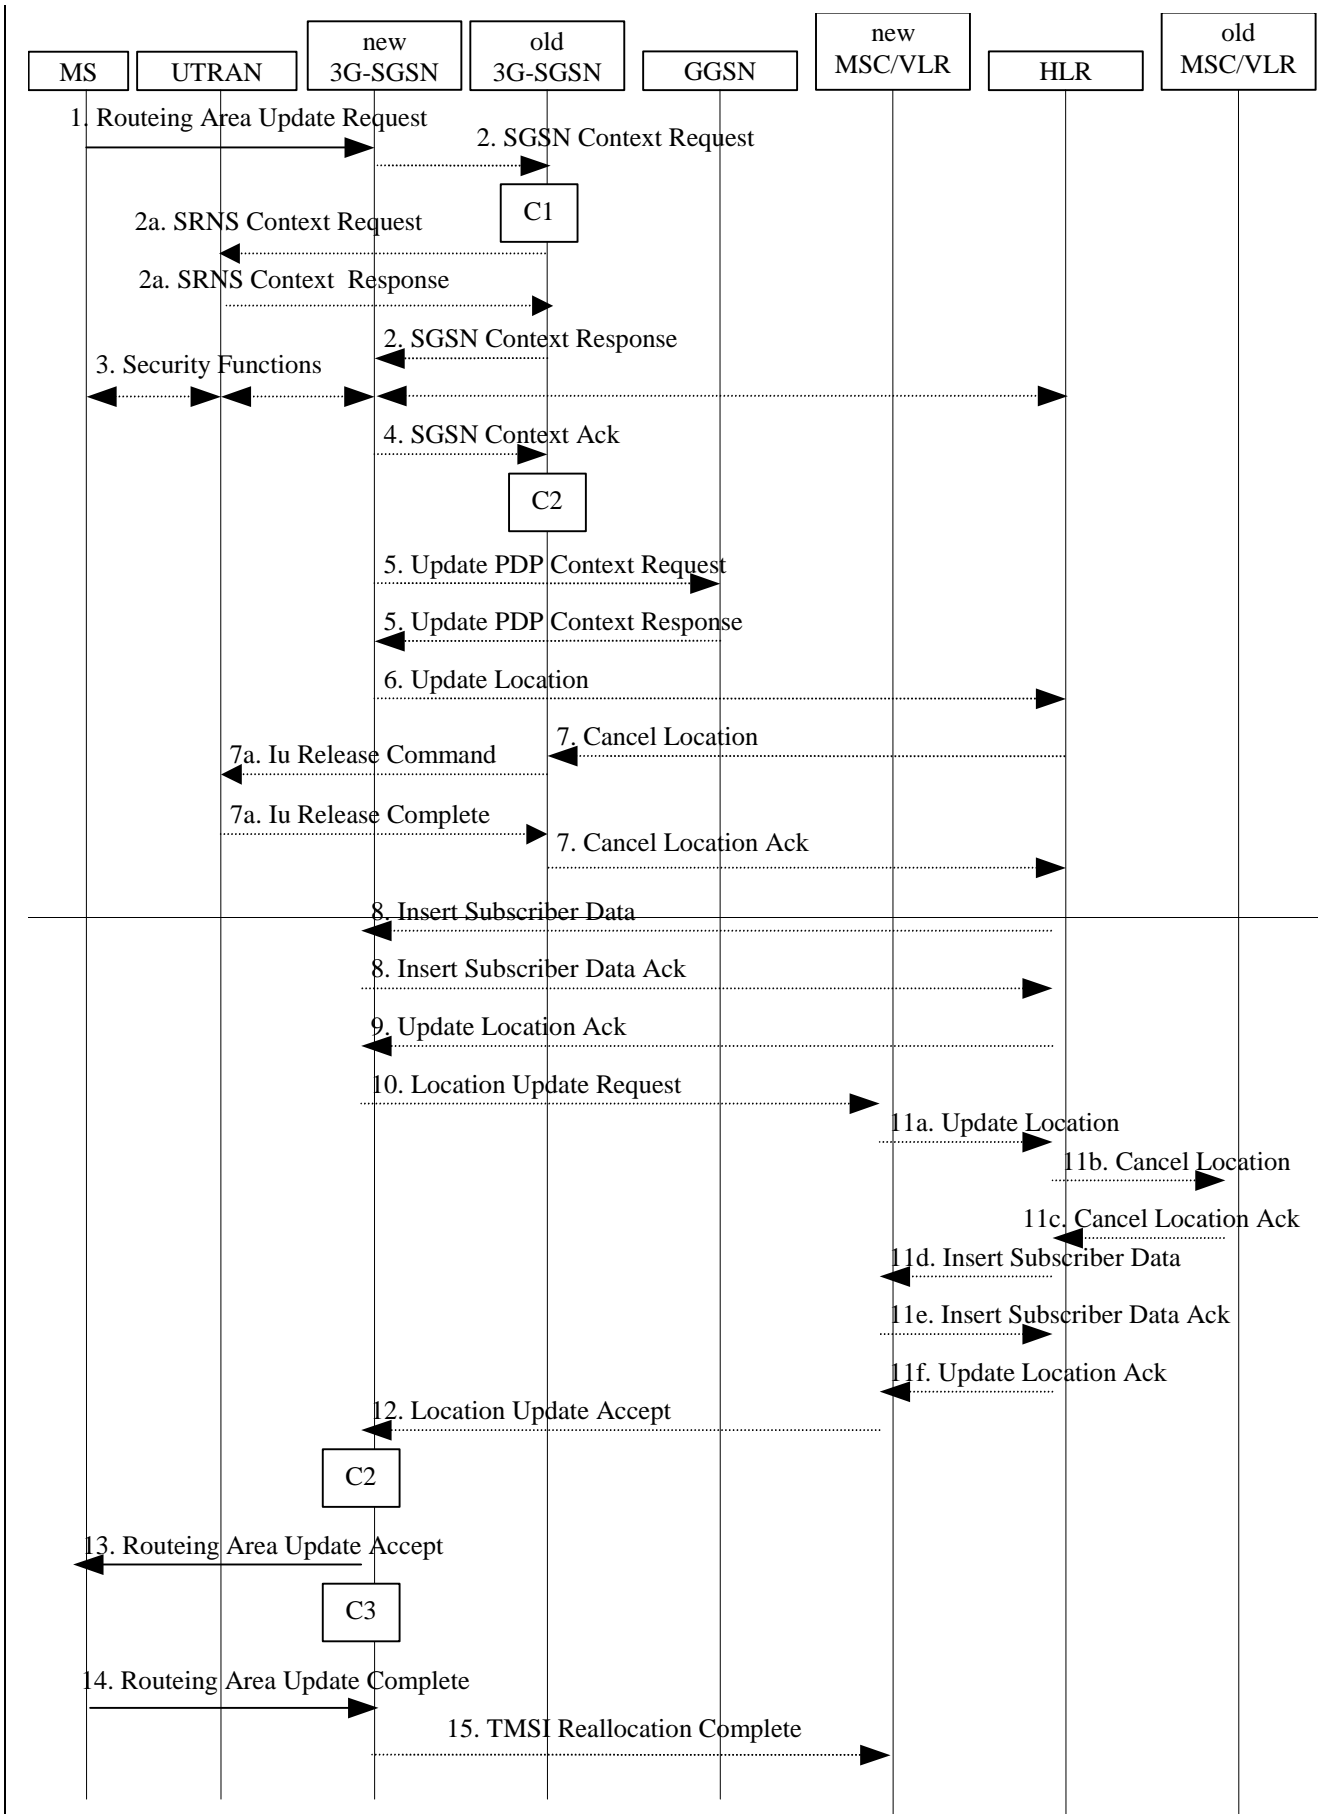 MS
UTRAN
new
3G-SGSN
old
3G-SGSN
GGSN
new
MSC/VLR
HLR
old
MSC/VLR
1. Routeing Area Update Request
2. SGSN Context Request
C1
2a. SRNS Context Request
2a. SRNS Context Response
2. SGSN Context Response
3. Security Functions
4. SGSN Context Ack
C2
5. Update PDP Context Request
5. Update PDP Context Response
6. Update Location
7. Cancel Location
7a. Iu Release Command
7a. Iu Release Complete
7. Cancel Location Ack
8. Insert Subscriber Data
8. Insert Subscriber Data Ack
9. Update Location Ack
10. Location Update Request
11a. Update Location
11b. Cancel Location
11c. Cancel Location Ack
11d. Insert Subscriber Data
11e. Insert Subscriber Data Ack
11f. Update Location Ack
12. Location Update Accept
C2
13. Routeing Area Update Accept
C3
14. Routeing Area Update Complete
15. TMSI Reallocation Complete